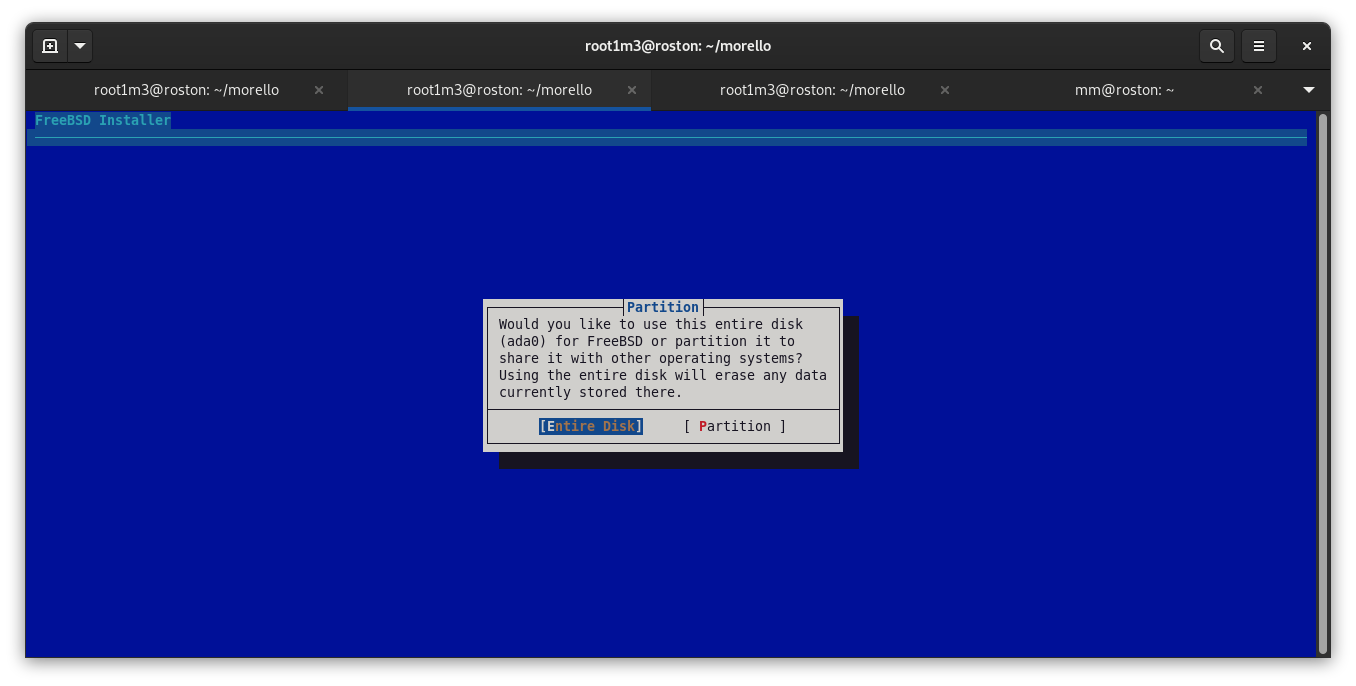 root1m3@roston: ~/morello
root1m3@roston: ~/morello
root1m3@roston: ~/morello
root1m3@roston: ~/morello
mm@roston: ~
FreeBSD Installer
Partition
Would you like to use this entire disk
(ada0) for FreeBSD or partition it to
share it with other operating systems?
Using the entire disk will erase any data
currently stored there.
[Entire Disk] [ Partition ]